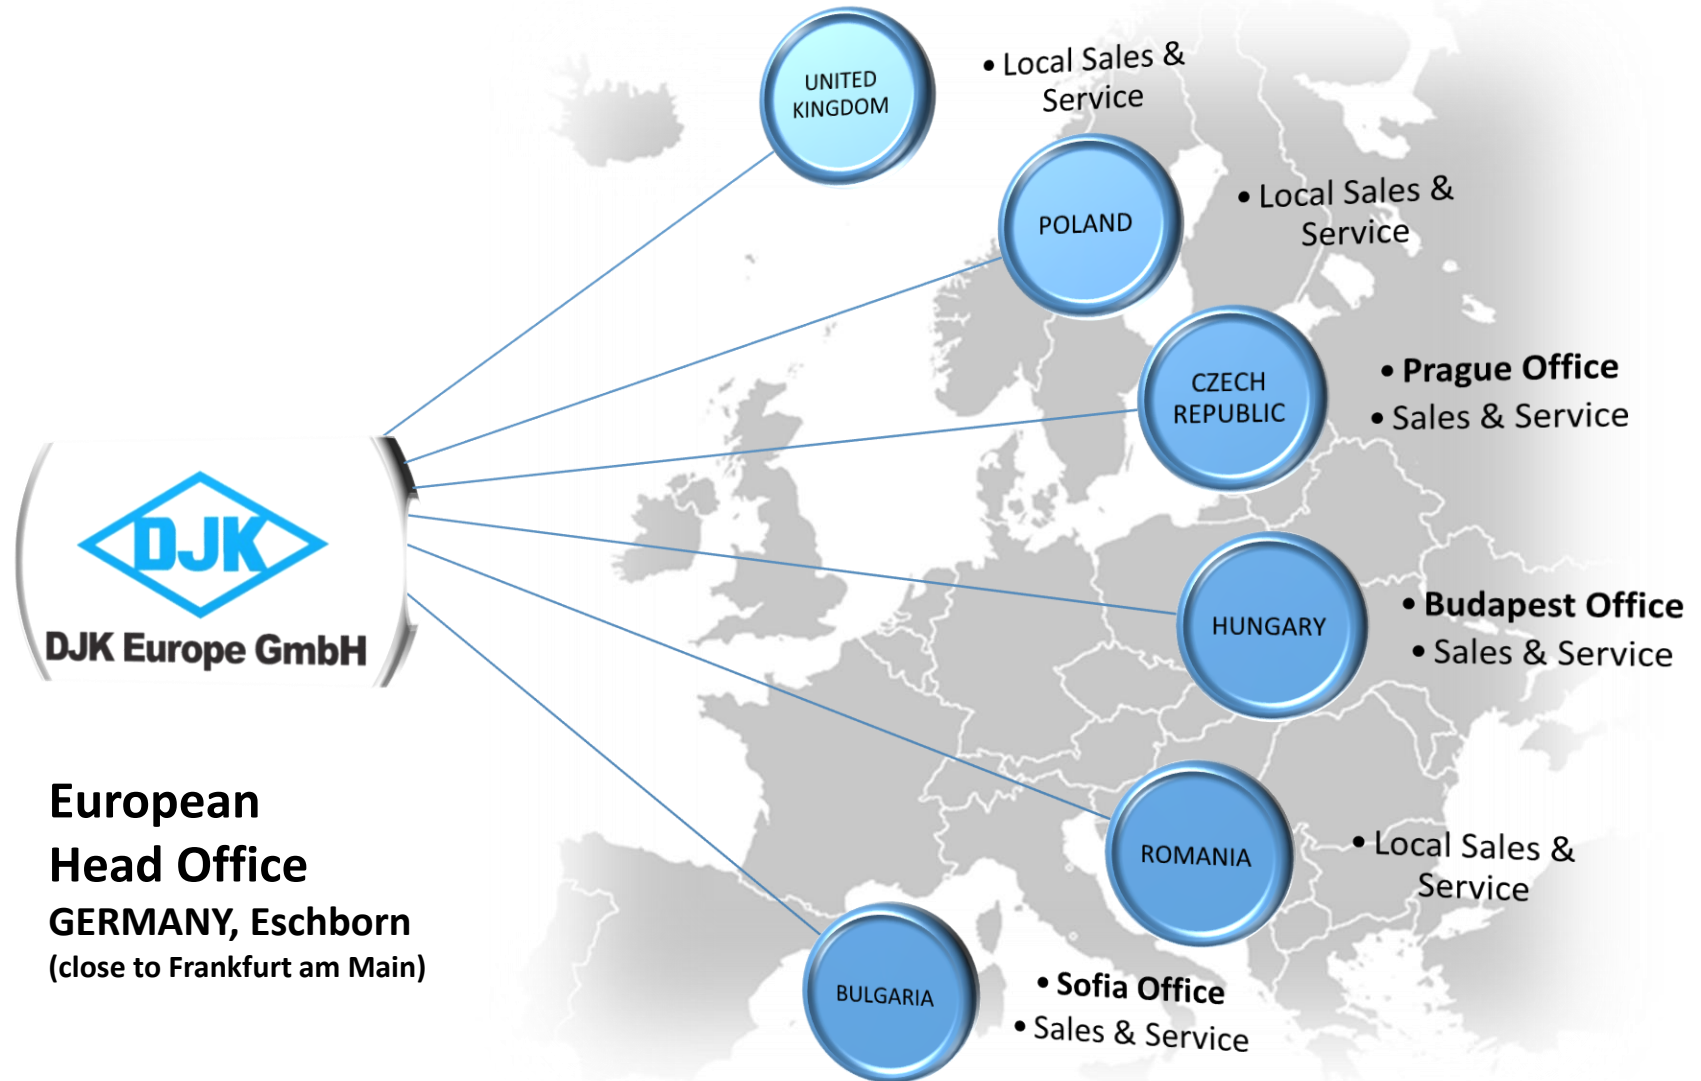 UNITED
KINGDOM
• Local Sales &
Service
POLAND
• Local Sales &
Service
CZECH
REPUBLIC
• Prague Office
• Sales & Service
DJK
DJK Europe GmbH
HUNGARY
• Budapest Office
• Sales & Service
European
Head Office
GERMANY, Eschborn
(close to Frankfurt am Main)
ROMANIA
• Local Sales &
Service
BULGARIA
• Sofia Office
• Sales & Service